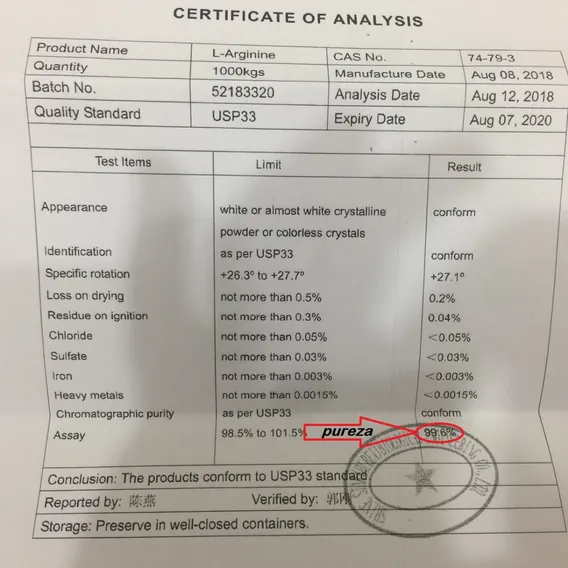 CERTIFICATE OF ANALYSIS
Product Name L-Arginine CAS No. 74-79-3
Quantity 1000kgs Manufacture Date Aug 08, 2018
Batch No. 52183320 Analysis Date Aug 12, 2018
Quality Standard USP33 Expiry Date Aug 07, 2020
Test Items Limit Result
Appearance white or almost white crystalline conform
powder or colorless crystals
Identification as per USP33 conform
Specific rotation +26.3º to +27.7º +27.1º
Loss on drying not more than 0.5% 0.2%
Residue on ignition not more than 0.3% 0.04%
Chloride not more than 0.05% <0.05%
Sulfate not more than 0.03% <0.03%
Iron not more than 0.003% <0.003%
Heavy metals not more than 0.0015% <0.0015%
Chromatographic purity as per USP33 conform
Assay 98.5% to 101.5% pureza 99.6%
Conclusion: The products conform to USP33 standard
Reported by: 陈燕 Verified by: 郭
Storage: Preserve in well-closed containers.